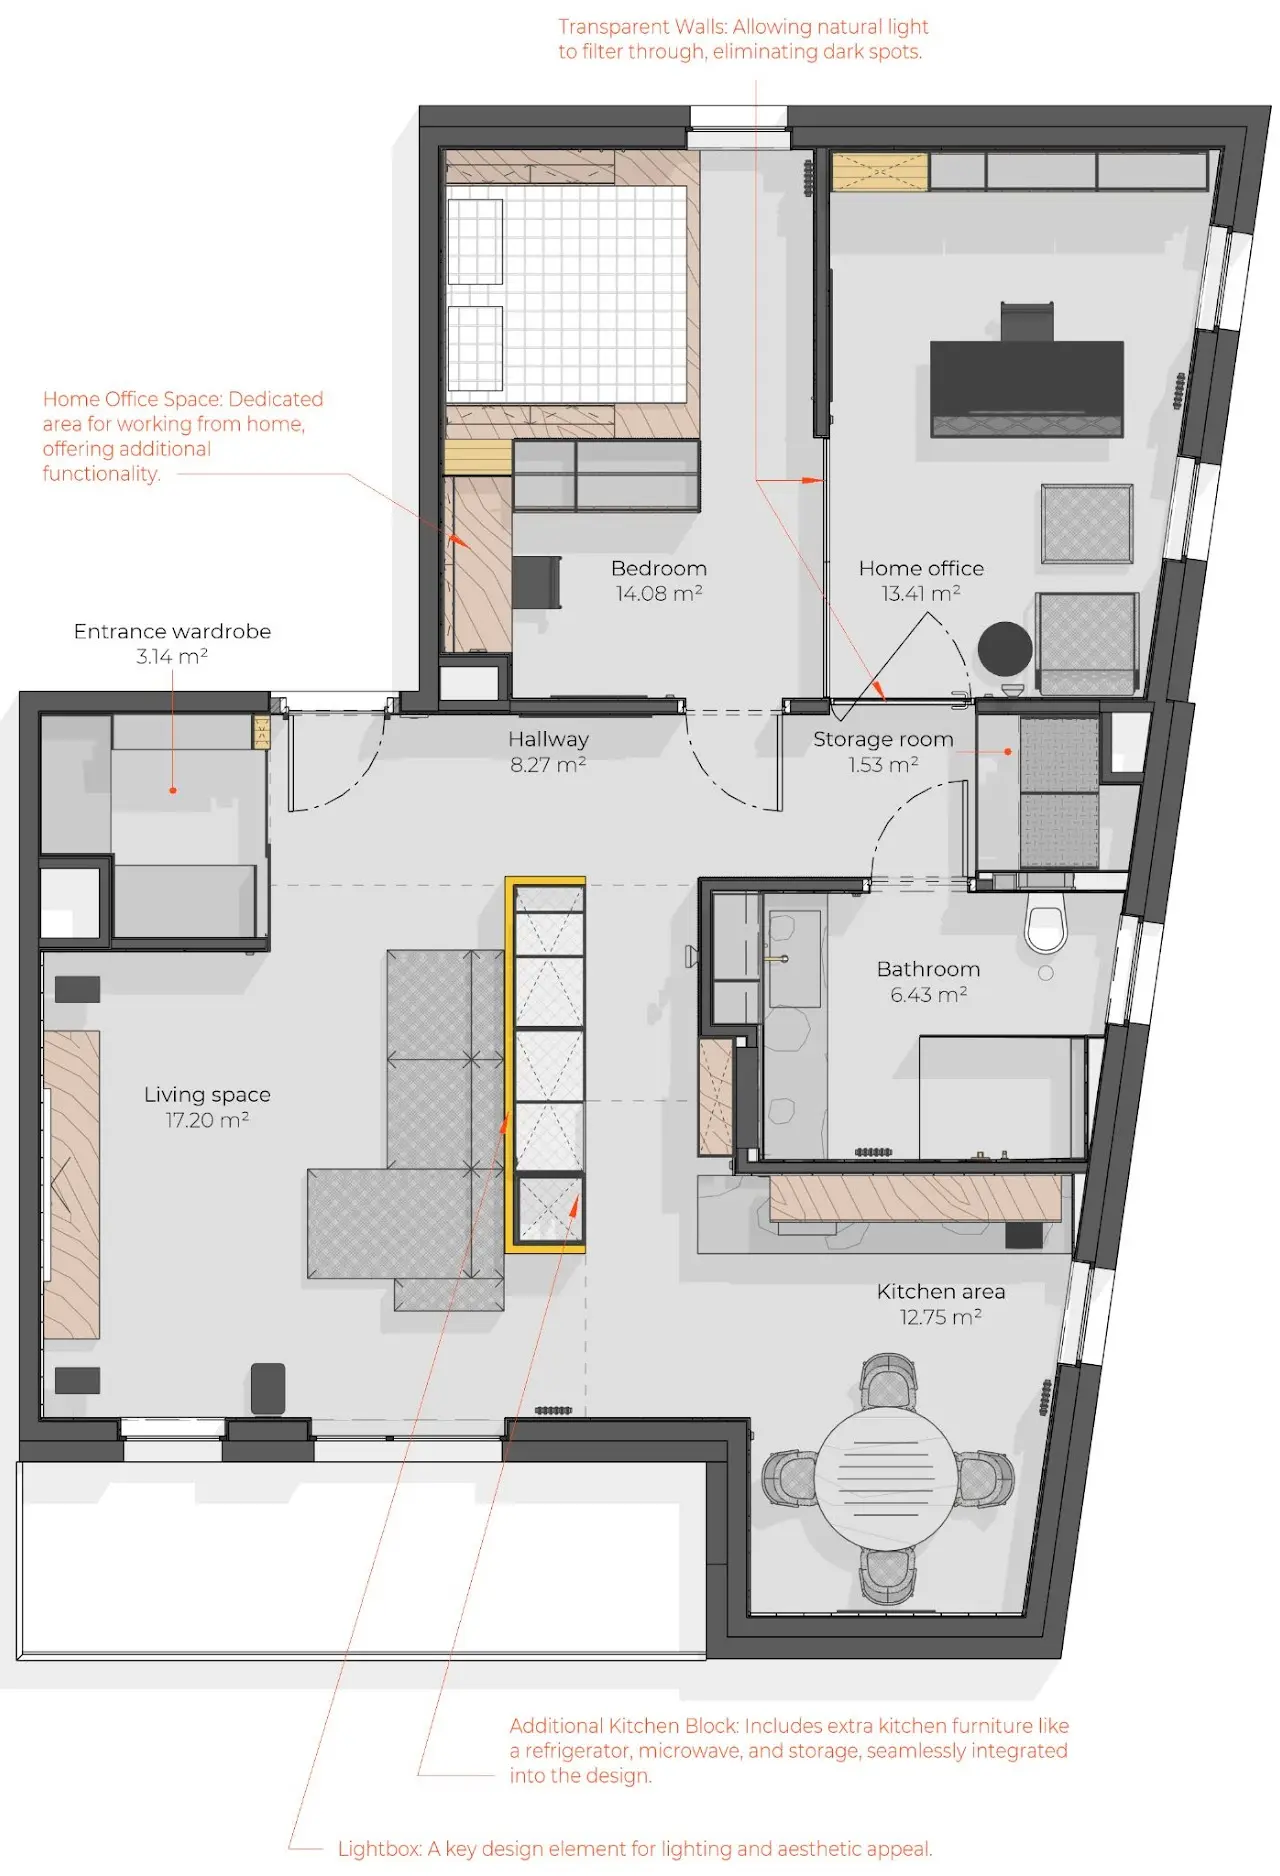 Transparent Walls: Allowing natural light
to filter through, eliminating dark spots.
Home Office Space: Dedicated
area for working from home,
offering additional
functionality.
Bedroom
14.08 m²
Home office
13.41 m²
Entrance wardrobe
3.14 m²
Hallway
8.27 m²
Storage room
1.53 m²
Bathroom
6.43 m²
Living space
17.20 m²
Kitchen area
12.75 m²
Additional Kitchen Block: Includes extra kitchen furniture like
a refrigerator, microwave, and storage, seamlessly integrated
into the design.
Lightbox: A key design element for lighting and aesthetic appeal.